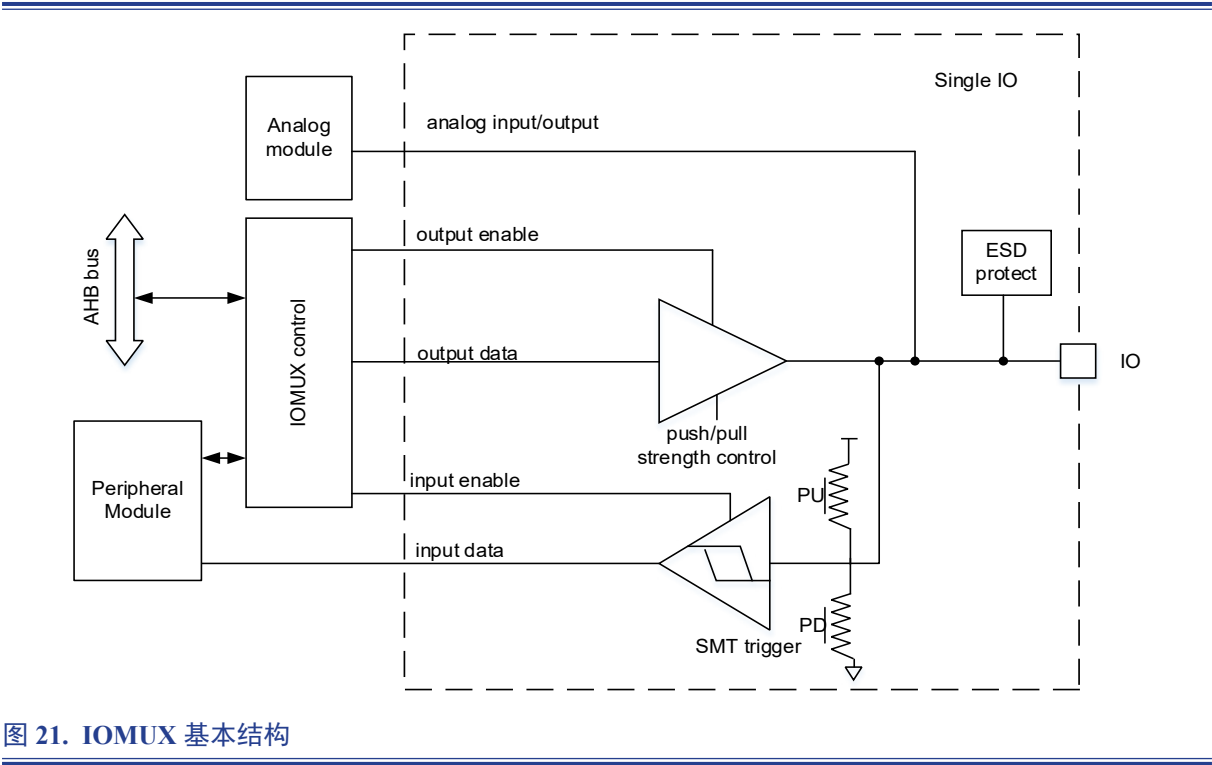 Single IO
Analog
module
analog input/output
output enable
AHB bus
ESD
protect
IOMUX control
output data
IO
push/pull
strength control
input enable
PU
Peripheral
Module
input data
PD
SMT trigger
图 21. IOMUX 基本结构